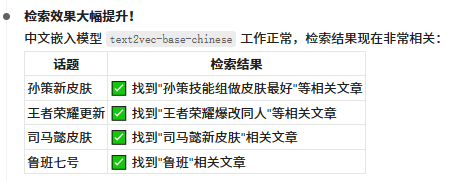 检索效果大幅提升！
中文嵌入模型 text2vec-base-chinese 工作正常，检索结果现在非常相关：
话题 检索结果
孙策新皮肤 ✅ 找到"孙策技能组做皮肤最好"等相关文章
王者荣耀更新 ✅ 找到"王者荣耀爆改同人"等相关文章
司马懿皮肤 ✅ 找到"司马懿新皮肤"相关文章
鲁班七号 ✅ 找到"鲁班"相关文章